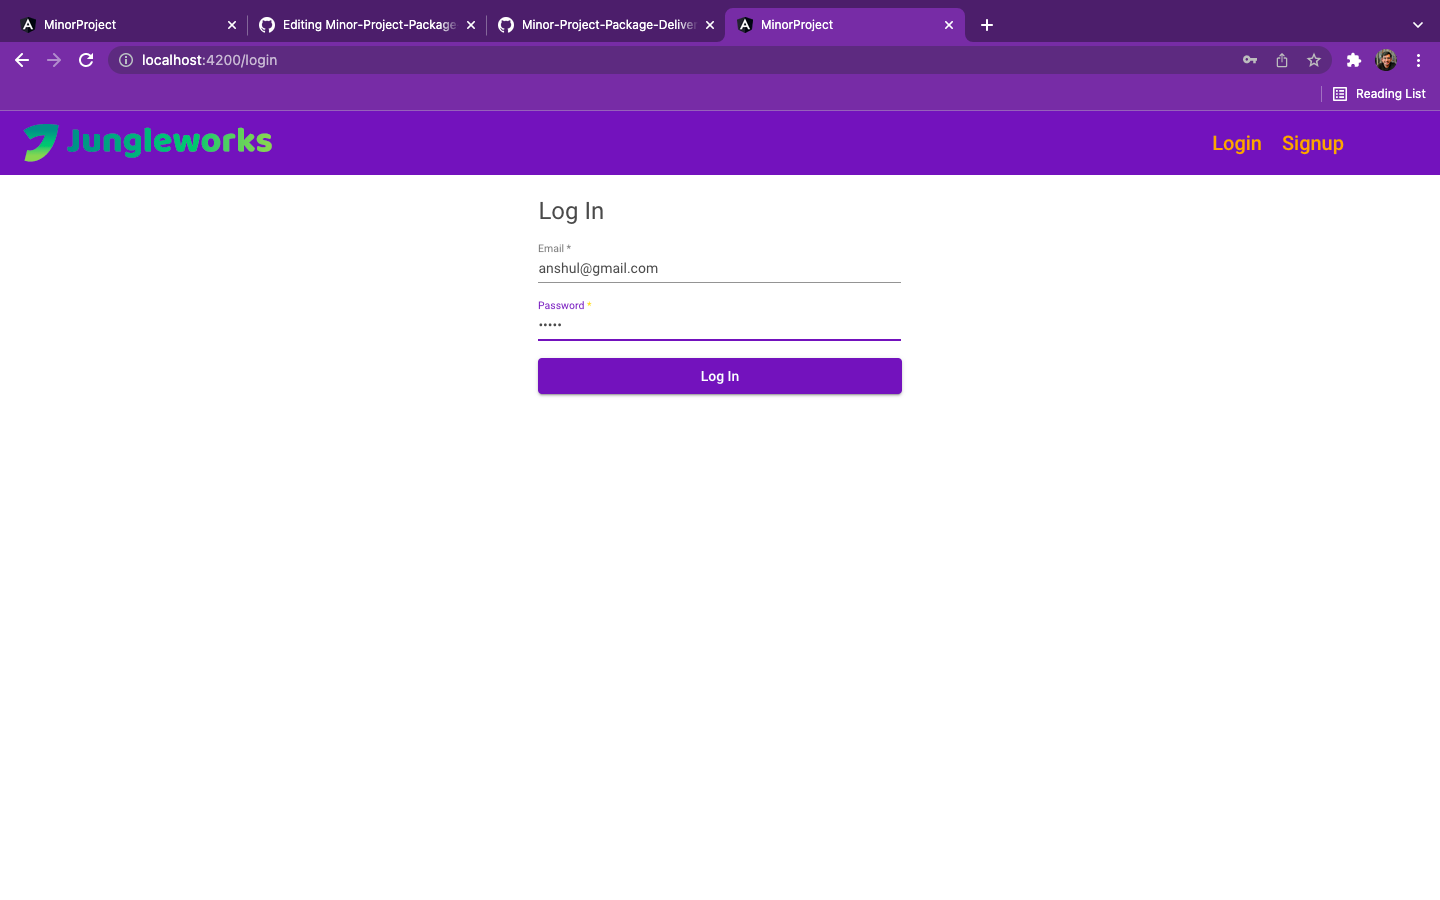 MinorProject
Editing Minor-Project-Package
Minor-Project-Package-Deliver
MinorProject
localhost:4200/login
Reading List
Jungleworks
Login
Signup
Log In
Email *
anshul@gmail.com
Password *
•••••
Log In